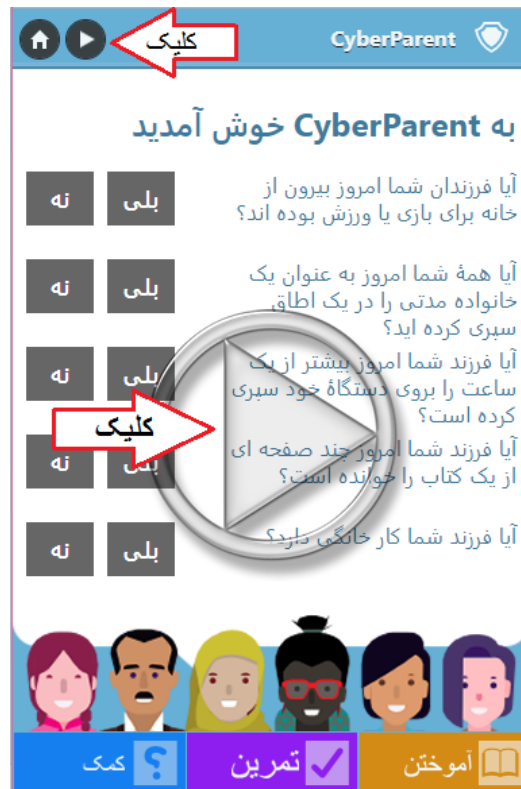 کلیک
CyberParent
به CyberParent خوش آمدید
آیا فرزندان شما امروز بیرون از
خانه برای بازی یا ورزش بوده اند؟
بلی
نه
آیا همهٔ شما امروز به عنوان یک
خانواده مدتی را در یک اطاق
سپری کرده اید؟
بلی
نه
آیا فرزند شما امروز بیشتر از یک
ساعت را بروی دستگاهٔ خود سپری
کرده است؟
بلی
نه
کلیک
آیا فرزند شما امروز چند صفحه ای
از یک کتاب را خوانده است؟
بلی
نه
آیا فرزند شما کار خانگی دارد؟
بلی
نه
آموختن
تمرین
کمک